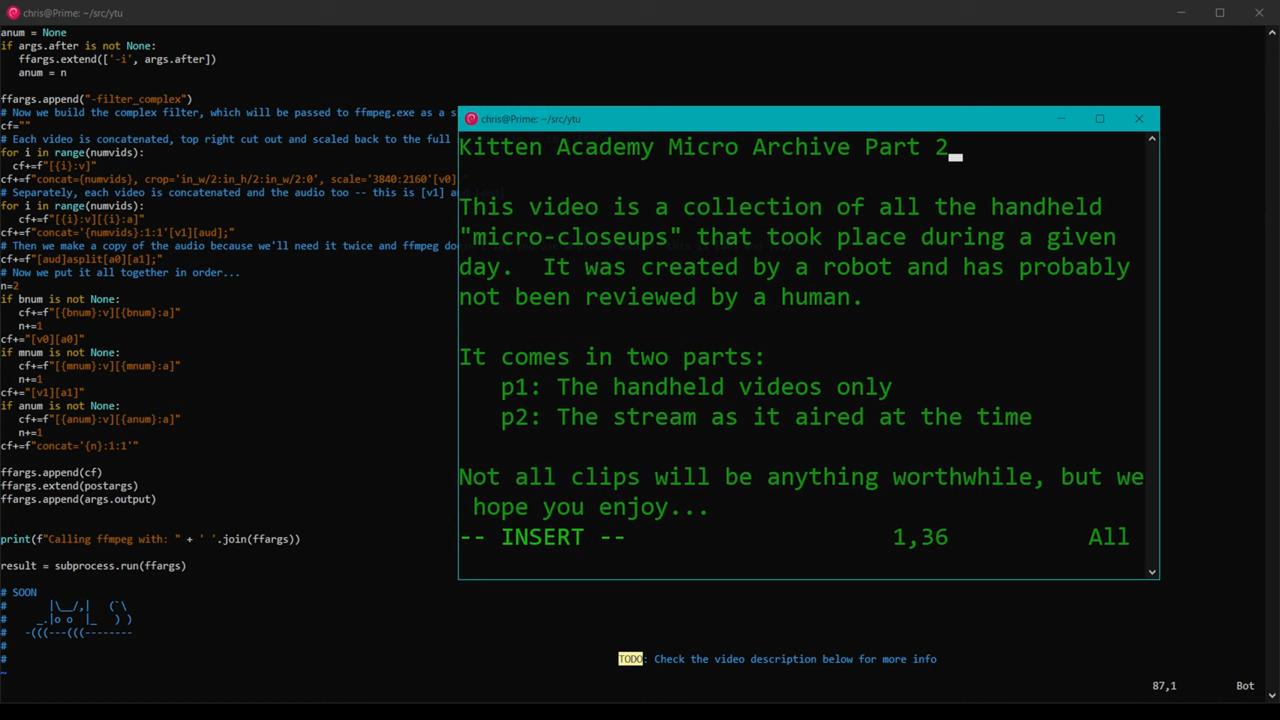 chris@Prime: ~/src/ytu
anum = None
if args.after is not None:
   ffargs.extend(['-i', args.after])
   anum = n
ffargs.append("-filter_complex")
# Now we build the complex filter, which will be passed to ffmpeg.exe as a s
cf=""
# Each video is concatenated, top right cut out and scaled back to the full
for i in range(numvids):
  cf+=f"[{i}:v]"
cf+=f"concat={numvids}, crop='in_w/2:in_h/2:in_w/2:0', scale='3840:2160'[v0]
# Separately, each video is concatenated and the audio too -- this is [v1] a
for i in range(numvids):
   cf+=f"[{i}:v][{i}:a]"
cf+=f"concat='{numvids}:1:1'[v1][aud];"
# Then we make a copy of the audio because we'll need it twice and ffmpeg do
cf+=f"[aud]asplit[a0][a1];"
# Now we put it all together in order...
n=2
if bnum is not None:
   cf+=f"[{bnum}:v][{bnum}:a]"
   n+=1
cf+="[v0][a0]"
if mnum is not None:
   cf+=f"[{mnum}:v][{mnum}:a]"
   n+=1
cf+="[v1][a1]"
if anum is not None:
   cf+=f"[{anum}:v][{anum}:a]"
   n+=1
cf+=f"concat='{n}:1:1'"
ffargs.append(cf)
ffargs.extend(postargs)
ffargs.append(args.output)
print(f"Calling ffmpeg with: " + ' '.join(ffargs))
result = subprocess.run(ffargs)
# SOON
#      |\__/,|   (`\
#    _.|o o  |_   ) )
#  -(((---(((--------
#
#
~
chris@Prime: ~/src/ytu
Kitten Academy Micro Archive Part 2
This video is a collection of all the handheld
"micro-closeups" that took place during a given
day.  It was created by a robot and has probably
not been reviewed by a human.
It comes in two parts:
   p1: The handheld videos only
   p2: The stream as it aired at the time
Not all clips will be anything worthwhile, but we
 hope you enjoy...
-- INSERT --                   1,36          All
TODO: Check the video description below for more info
87,1          Bot